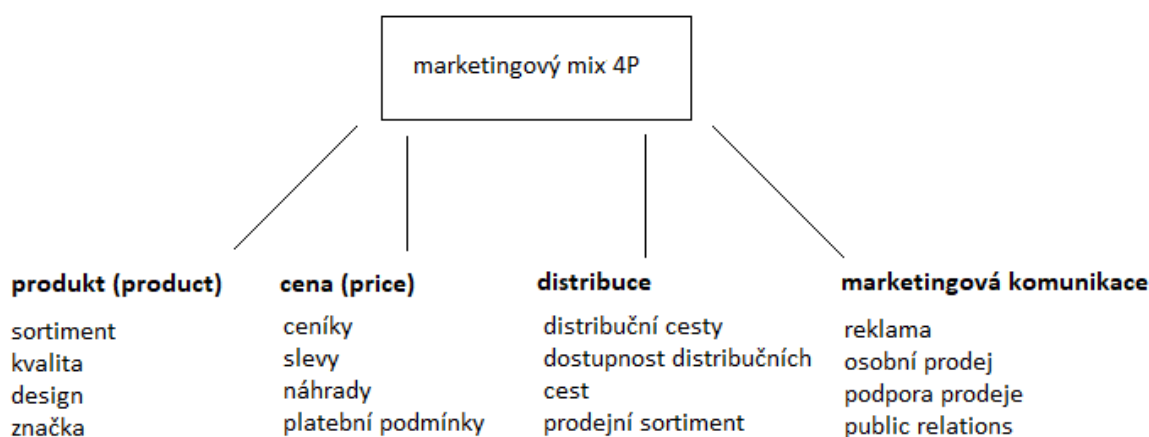 marketingový mix 4P
produkt (product)
sortiment
kvalita
design
značka
cena (price)
ceníky
slevy
náhrady
platební podmínky
distribuce
distribuční cesty
dostupnost distribučních
cest
prodejní sortiment
marketingová komunikace
reklama
osobní prodej
podpora prodeje
public relations